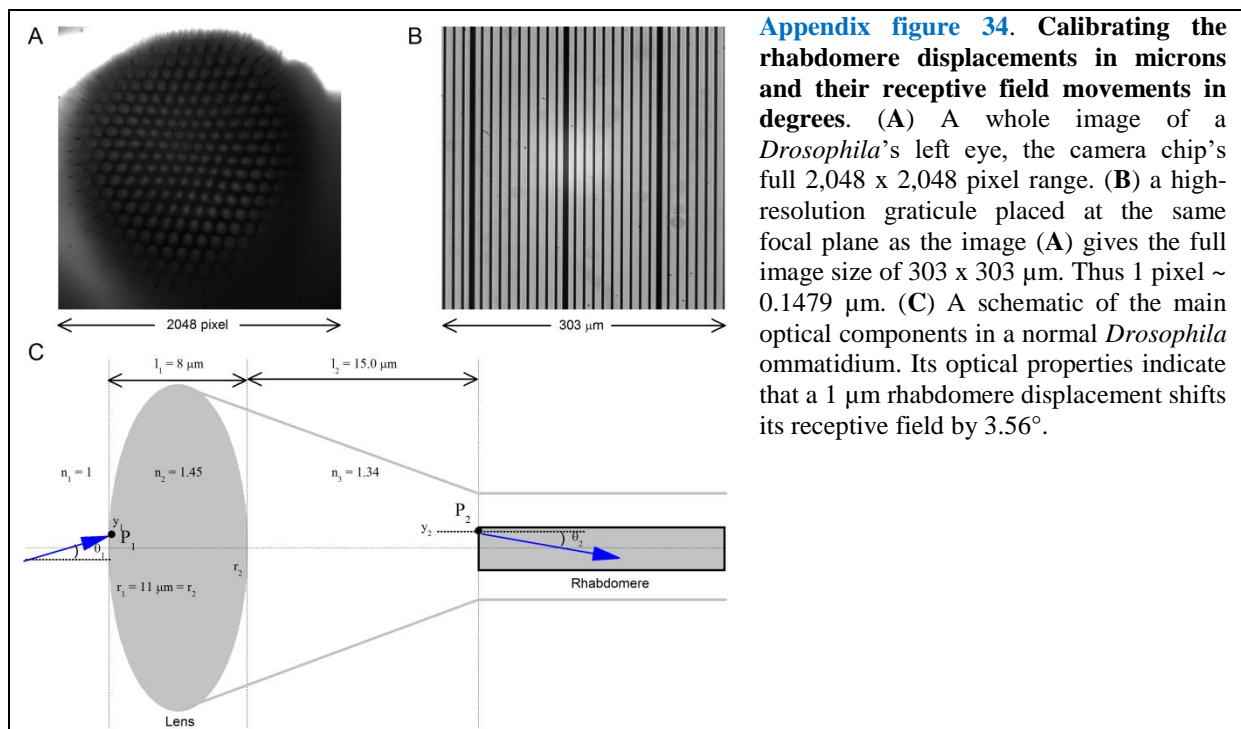 A
B
2048 pixel
303 µm
C
l₁ = 8 µm
l₂ = 15.0 µm
n₁ = 1
n₂ = 1.45
n₃ = 1.34
y₁
P₁
θ₁
P₂
y₂
θ₂
r₂
r₁ = 11 µm = r₂
Rhabdomere
Lens
Appendix figure 34. Calibrating the
rhabdomere displacements in microns
and their receptive field movements in
degrees. (A) A whole image of a
Drosophila's left eye, the camera chip's
full 2,048 x 2,048 pixel range. (B) a high-
resolution graticule placed at the same
focal plane as the image (A) gives the full
image size of 303 x 303 µm. Thus 1 pixel ~
0.1479 µm. (C) A schematic of the main
optical components in a normal Drosophila
ommatidium. Its optical properties indicate
that a 1 µm rhabdomere displacement shifts
its receptive field by 3.56°.